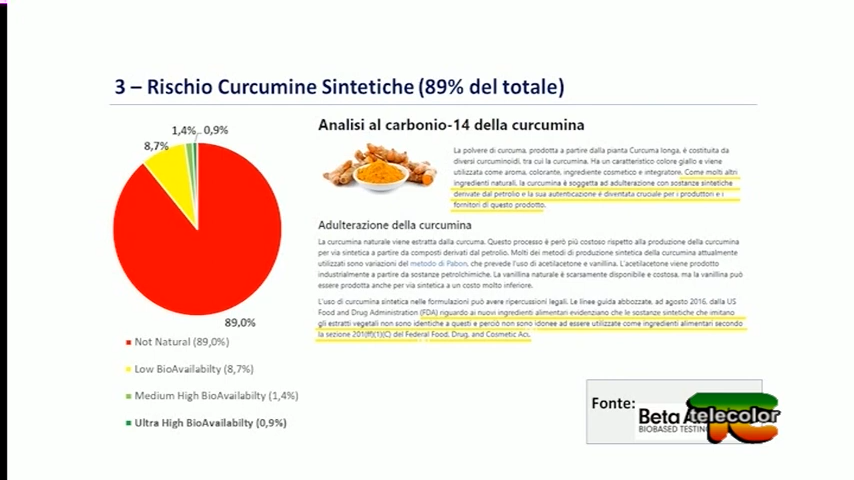 3 – Rischio Curcumine Sintetiche (89% del totale)
1,4%
0,9%
8,7%
89,0%
Not Natural (89,0%)
Low BioAvailabilty (8,7%)
Medium High BioAvailabilty (1,4%)
Ultra High BioAvailabilty (0,9%)
Analisi al carbonio-14 della curcumina
La polvere di curcuma, prodotta a partire dalla pianta Curcuma longa, è costituita da
diversi curcuminoidi, tra cui la curcumina. Ha un caratteristico colore giallo e viene
utilizzata come aroma, colorante, ingrediente cosmetico e integratore. Come molti altri
ingredienti naturali, la curcumina è soggetta ad adulterazione con sostanze sintetiche
derivate dal petrolio e la sua autenticazione è diventata cruciale per i produttori e i
fornitori di questo prodotto.
Adulterazione della curcumina
La curcumina naturale viene estratta dalla curcuma. Questo processo è però più costoso rispetto alla produzione della curcumina
per via sintetica a partire da composti derivati dal petrolio. Molti dei metodi di produzione sintetica della curcumina attualmente
utilizzati sono variazioni del metodo di Pabon, che prevede l'uso di acetilacetone e vanillina. L'acetilacetone viene prodotto
industrialmente a partire da sostanze petrolchimiche. La vanillina naturale è scarsamente disponibile e costosa, ma la vanillina può
essere prodotta anche per via sintetica a un costo molto inferiore.
L'uso di curcumina sintetica nelle formulazioni può avere ripercussioni legali. Le linee guida abbozzate, ad agosto 2016, dalla US
Food and Drug Administration (FDA) riguardo ai nuovi ingredienti alimentari evidenziano che le sostanze sintetiche che imitano
gli estratti vegetali non sono identiche a questi e perciò non sono idonee ad essere utilizzate come ingredienti alimentari secondo
la sezione 201(ff)(1)(C) del Federal Food, Drug, and Cosmetic Act.
Fonte:
Beta
BIOBASED TESTING
telecolor